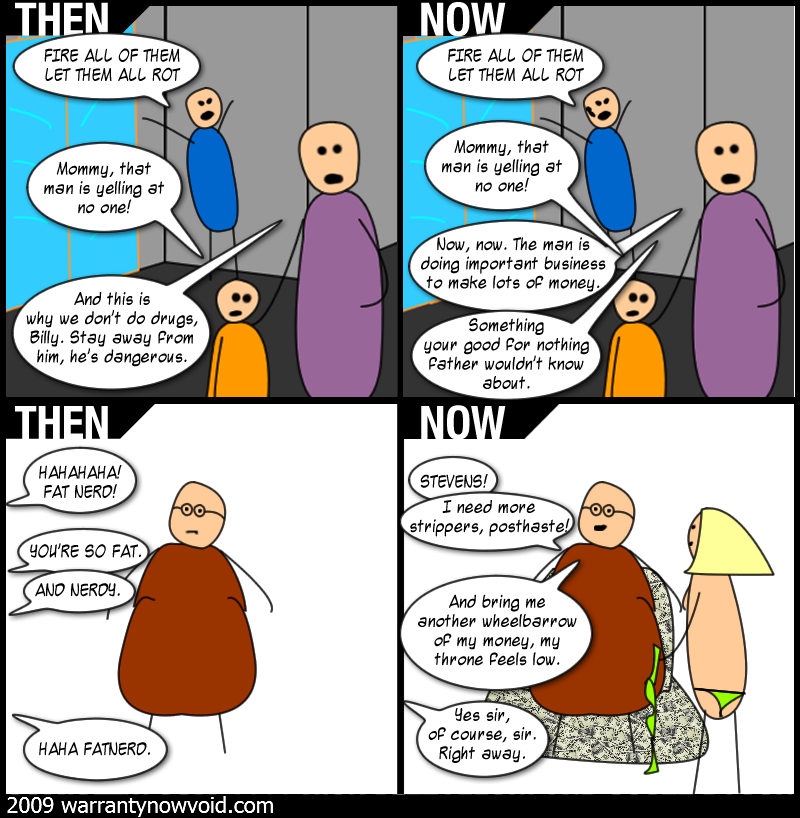 THEN
FIRE ALL OF THEM
LET THEM ALL ROT
Mommy, that
man is yelling at
no one!
And this is
why we don't do drugs,
Billy. Stay away from
him, he's dangerous.
NOW
FIRE ALL OF THEM
LET THEM ALL ROT
Mommy, that
man is yelling at
no one!
Now, now. The man is
doing important business
to make lots of money.
Something
your good for nothing
father wouldn't know
about.
THEN
HAHAHAHA!
FAT NERD!
YOU'RE SO FAT.
AND NERDY.
HAHA FATNERD.
NOW
STEVENS!
I need more
strippers, posthaste!
And bring me
another wheelbarrow
of my money, my
throne feels low.
Yes sir,
of course, sir.
Right away.
2009 warrantynowvoid.com